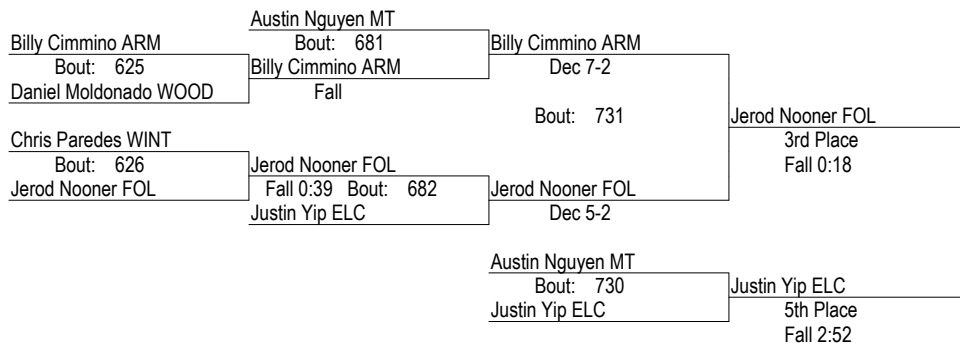 Austin Nguyen MT
Billy Cimmino ARM
Bout: 681
Billy Cimmino ARM
Bout: 625
Billy Cimmino ARM
Dec 7-2
Daniel Moldonado WOOD
Fall
Bout: 731
Jerod Nooner FOL
Chris Paredes WINT
3rd Place
Bout: 626
Jerod Nooner FOL
Fall 0:18
Jerod Nooner FOL
Fall 0:39 Bout: 682
Jerod Nooner FOL
Justin Yip ELC
Dec 5-2
Austin Nguyen MT
Bout: 730
Justin Yip ELC
Justin Yip ELC
5th Place
Fall 2:52